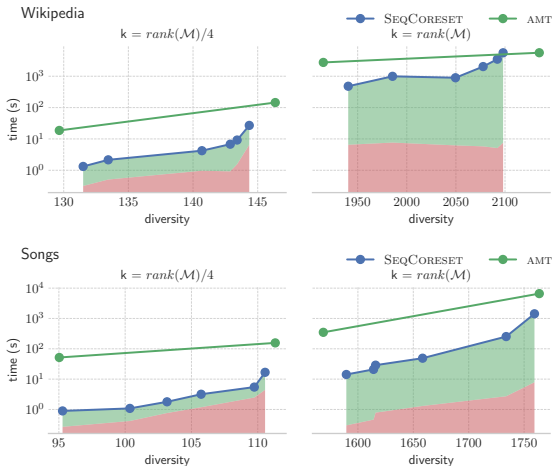 Wikipedia
SEQCORESET AMT
k = rank(M)/4 k = rank(M)
time (s)
10³
10²
10¹
10⁰
130 135 140 145 1950 2000 2050 2100
diversity diversity
Songs
SEQCORESET AMT
k = rank(M)/4 k = rank(M)
time (s)
10⁴
10³
10²
10¹
10⁰
95 100 105 110 1600 1650 1700 1750
diversity diversity